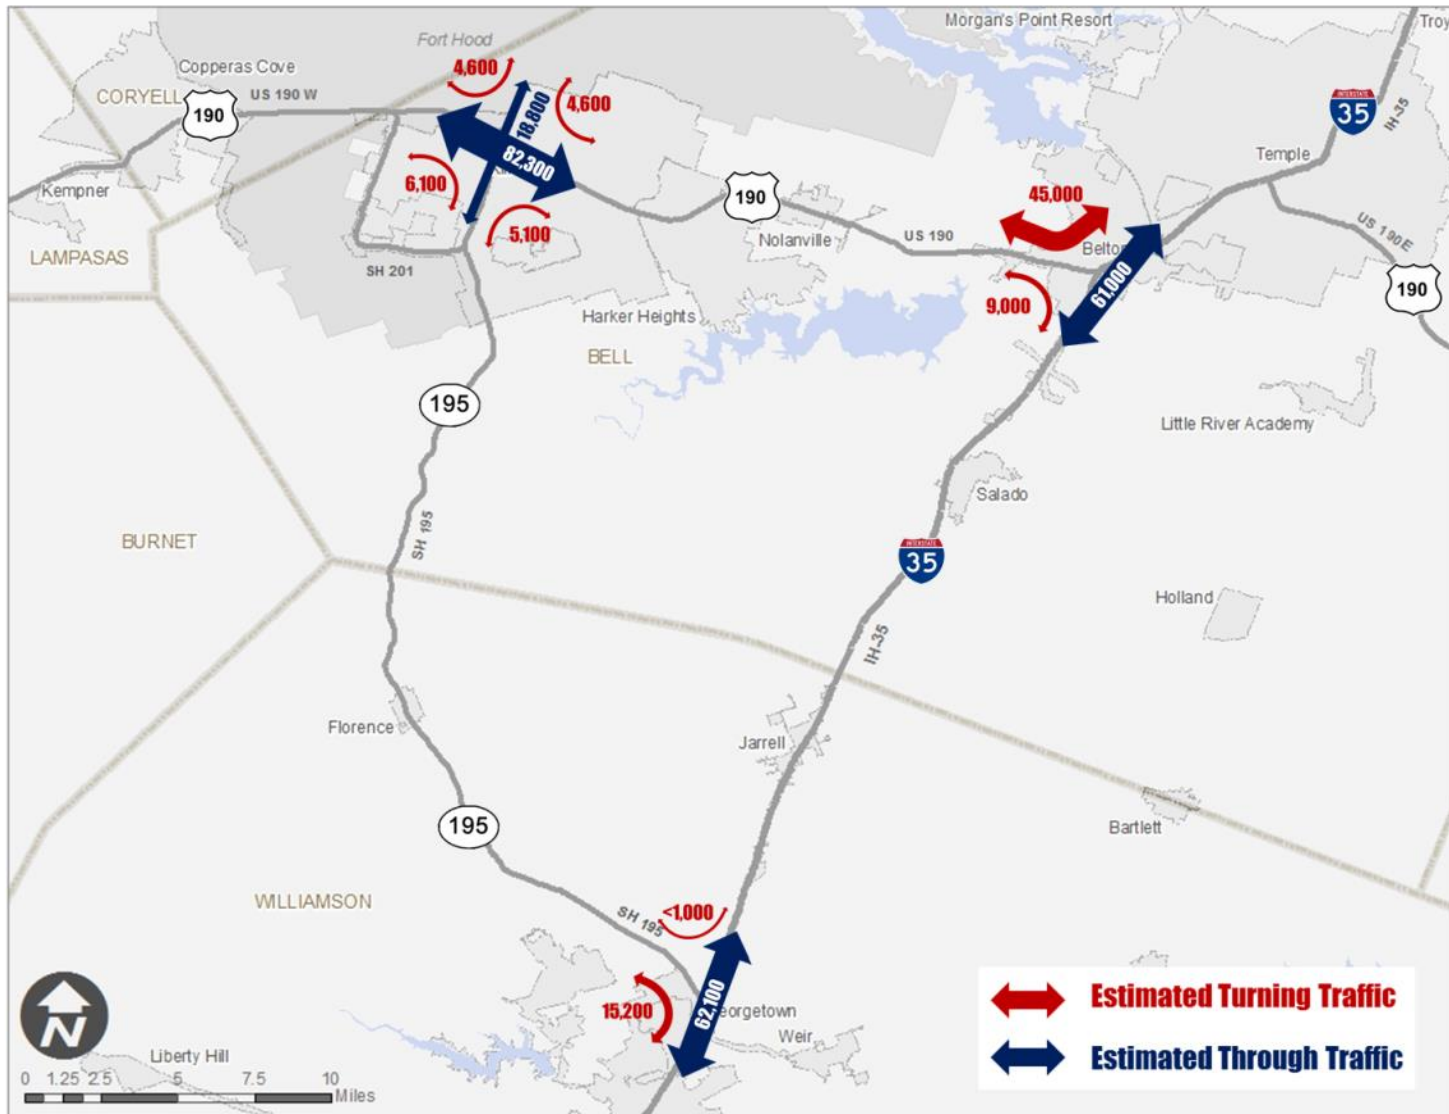 Morgan's Point Resort
Troy
Fort Hood
Copperas Cove
4,600
CORYELL
US 190 W
190
18,800
4,600
INTERSTATE
35
IH-35
82,300
Temple
Kempner
6,100
190
45,000
5,100
Nolanville
US 190
Belton
US 190E
LAMPASAS
SH 201
61,000
190
9,000
Harker Heights
BELL
195
Little River Academy
Salado
SH 195
BURNET
INTERSTATE
35
Holland
IH-35
Florence
Jarrell
195
Bartlett
WILLIAMSON
SH 195
<1,000
62,100
15,200
eorgetown
Weir
N
Liberty Hill
0 1.25 2.5 5 7.5 10
Miles
Estimated Turning Traffic
Estimated Through Traffic